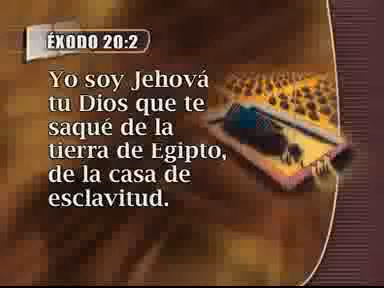 ÉXODO 20:2
Yo soy Jehová
tu Dios que te
saqué de la
tierra de Egipto,
de la casa de
esclavitud.